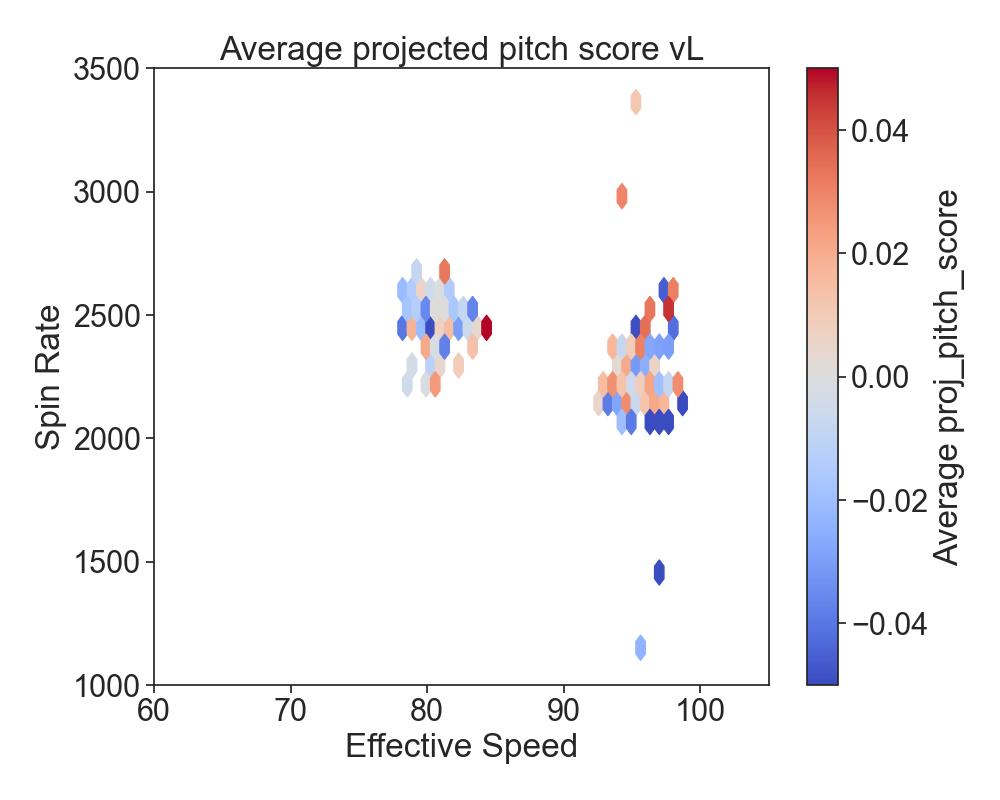 Average projected pitch score vL
3500
3000
2500
2000
1500
1000
Spin Rate
60 70 80 90 100
Effective Speed
0.04
0.02
0.00
−0.02
−0.04
Average proj_pitch_score